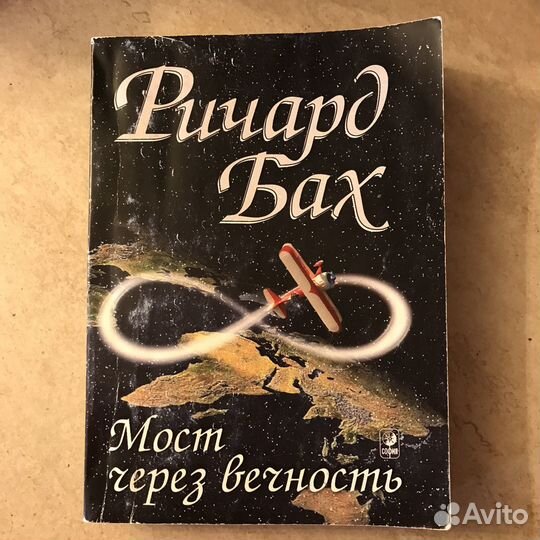 Ричард
Бах
Мост
через вечность
СОФИЯ
Avito